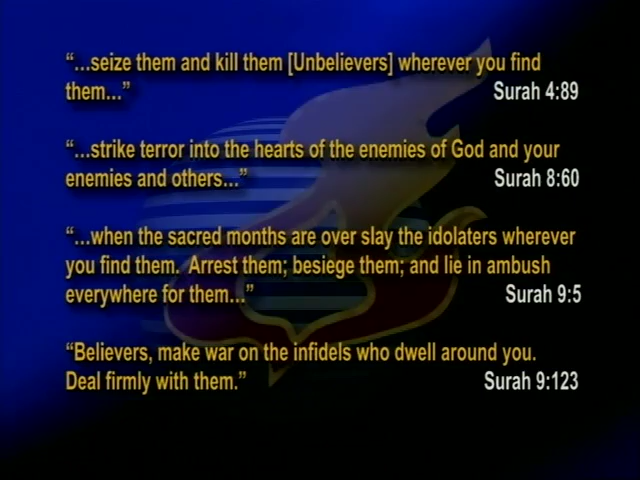 “...seize them and kill them [Unbelievers] wherever you find
them...” Surah 4:89
“...strike terror into the hearts of the enemies of God and your
enemies and others...” Surah 8:60
“...when the sacred months are over slay the idolaters wherever
you find them. Arrest them; besiege them; and lie in ambush
everywhere for them...” Surah 9:5
“Believers, make war on the infidels who dwell around you.
Deal firmly with them.” Surah 9:123